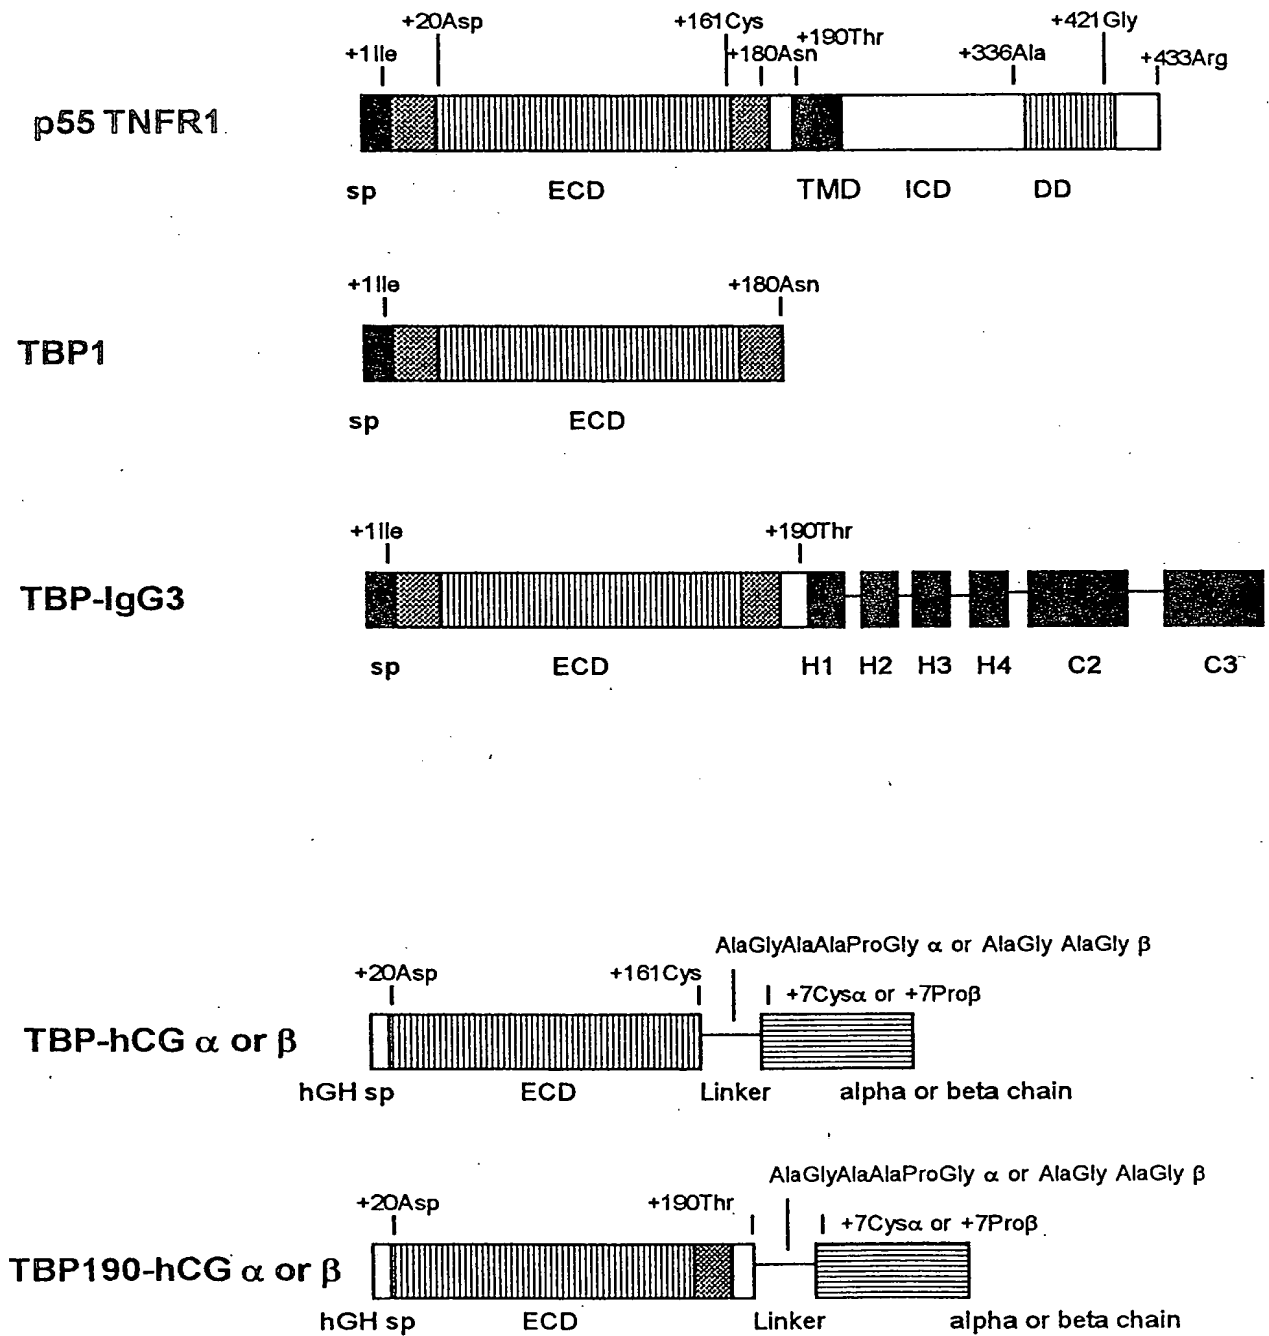 +20Asp +161Cys +421Gly
+1Ile +180Asn +190Thr +336Ala +433Arg
p55 TNFR1
sp ECD TMD ICD DD
+1Ile +180Asn
TBP1
sp ECD
+1Ile +190Thr
TBP-IgG3
sp ECD H1 H2 H3 H4 C2 C3
AlaGlyAlaAlaProGly α or AlaGly AlaGly β
+20Asp +161Cys +7Cysα or +7Proβ
TBP-hCG α or β
hGH sp ECD Linker alpha or beta chain
AlaGlyAlaAlaProGly α or AlaGly AlaGly β
+20Asp +190Thr +7Cysα or +7Proβ
TBP190-hCG α or β
hGH sp ECD Linker alpha or beta chain